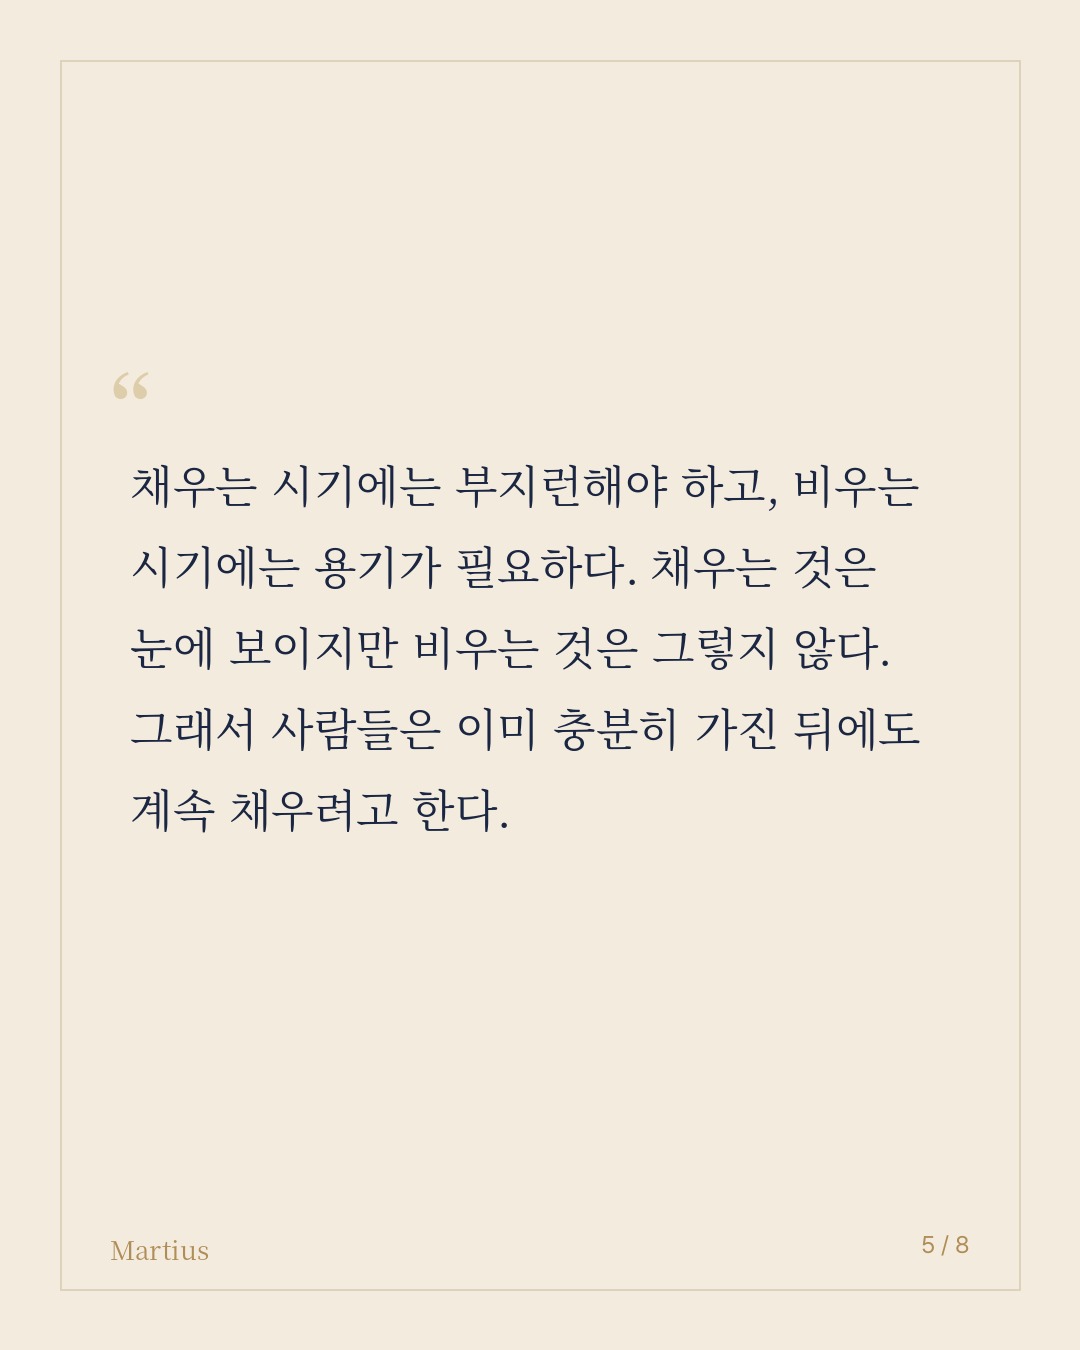 “
채우는 시기에는 부지런해야 하고, 비우는
시기에는 용기가 필요하다. 채우는 것은
눈에 보이지만 비우는 것은 그렇지 않다.
그래서 사람들은 이미 충분히 가진 뒤에도
계속 채우려고 한다.
Martius
5 / 8